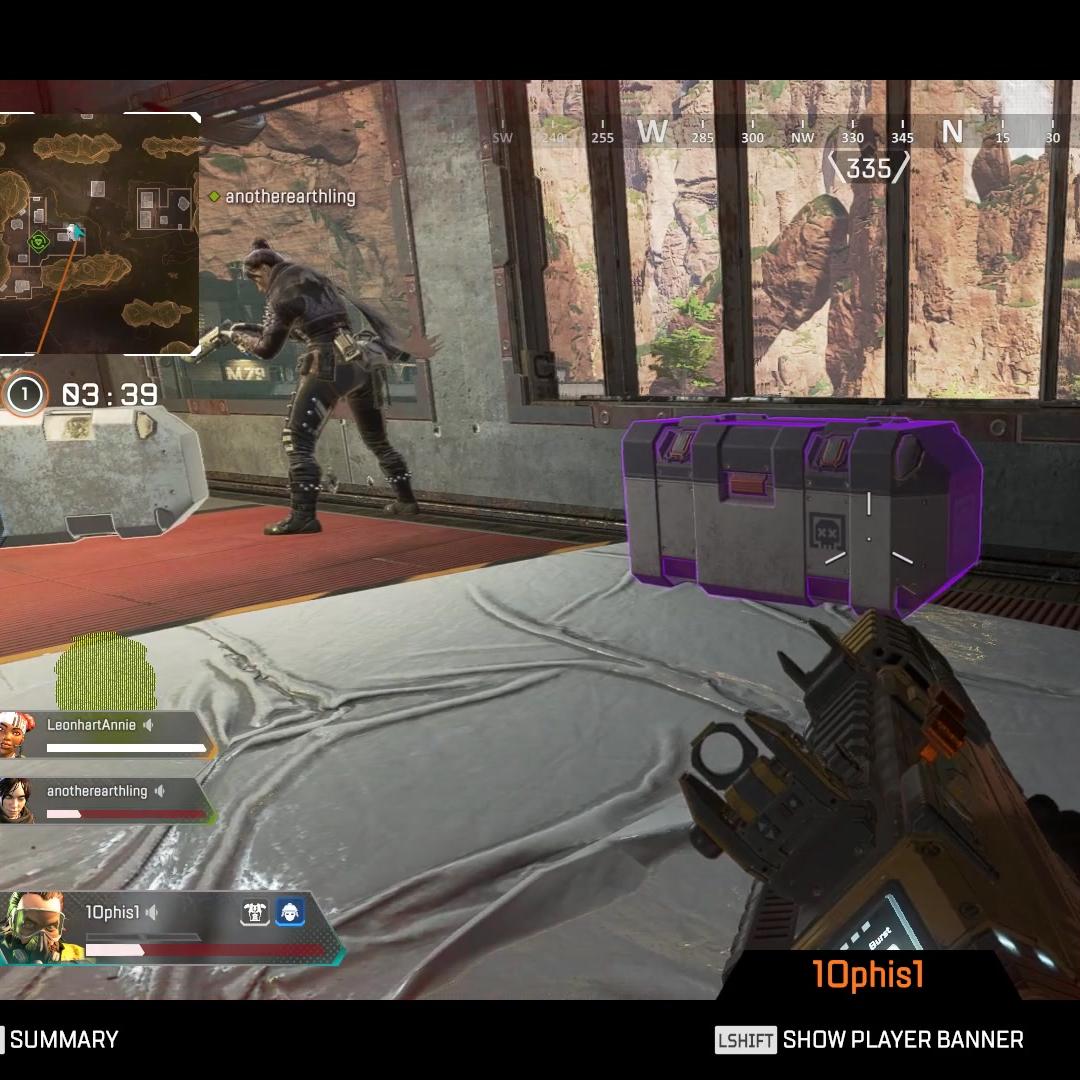 SW 240 255 W 285 300 NW 330 345 N 15 30
335
anotherearthling
M79
1 03:39
LeonhartAnnie
anotherearthling
1Ophis1
Burst
1Ophis1
SUMMARY
LSHIFT SHOW PLAYER BANNER